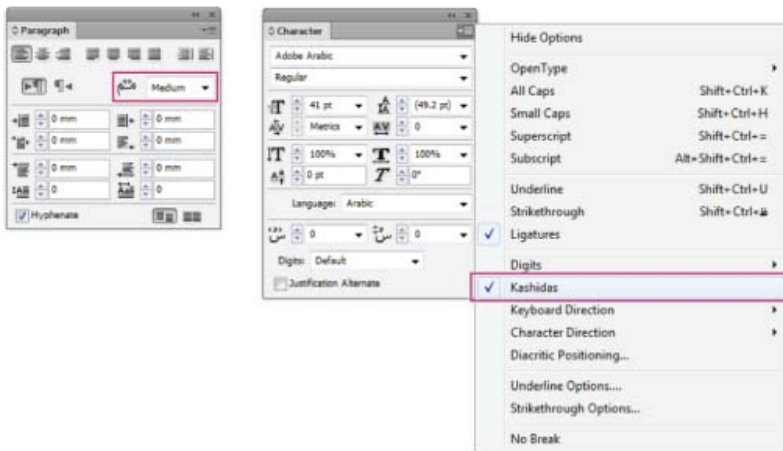 Paragraph
Medium
0 mm
0 mm
0 mm
0 mm
0 mm
0 mm
0
0
Hyphenate
Character
Adobe Arabic
Regular
41 pt
(49.2 pt)
Metrics
0
100%
100%
0 pt
0°
Language: Arabic
0
0
Digits: Default
Justification Alternate
Hide Options
OpenType
All Caps Shift+Ctrl+K
Small Caps Shift+Ctrl+H
Superscript Shift+Ctrl+=
Subscript Alt+Shift+Ctrl+=
Underline Shift+Ctrl+U
Strikethrough
Ligatures
Digits
Kashidas
Keyboard Direction
Character Direction
Diacritic Positioning...
Underline Options....
Strikethrough Options...
No Break